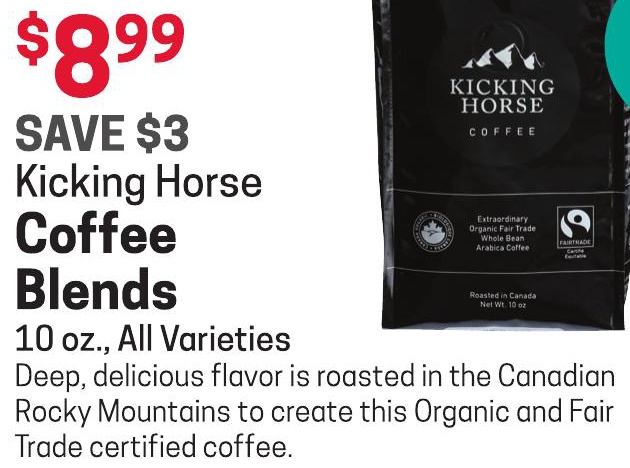 $8.99
SAVE $3
Kicking Horse
Coffee
Blends
10 oz., All Varieties
Deep, delicious flavor is roasted in the Canadian
Rocky Mountains to create this Organic and Fair
Trade certified coffee.
KICKING
HORSE
COFFEE
Extraordinary
Organic Fair Trade
Whole Bean
Arabica Coffee
FAIRTRADE
Certifié
Équitable
Roasted in Canada
Net Wt. 10 oz